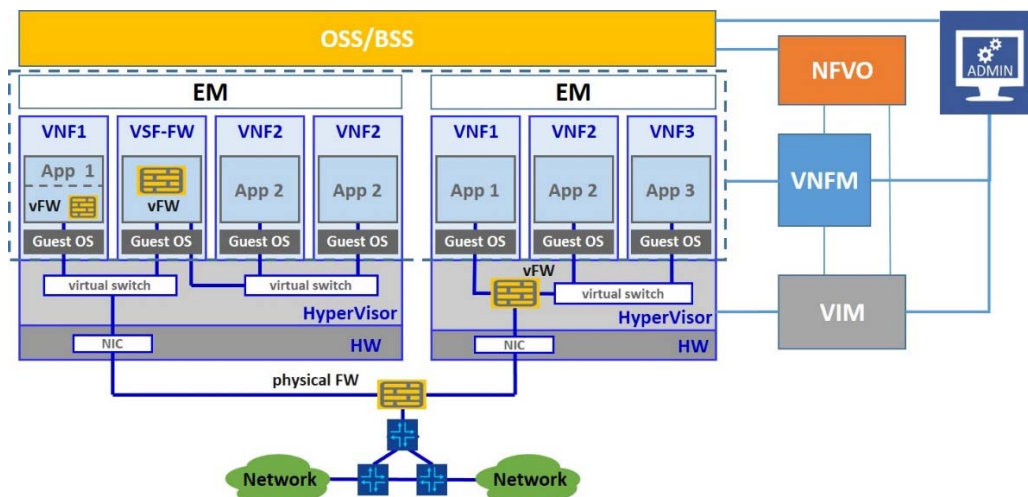 OSS/BSS
ADMIN
NFVO
EM
EM
VNF1
VSF-FW
VNF2
VNF2
VNF1
VNF2
VNF3
App 1
vFW
vFW
App 2
App 2
App 1
App 2
App 3
VNFM
Guest OS
Guest OS
Guest OS
Guest OS
Guest OS
Guest OS
Guest OS
vFW
virtual switch
virtual switch
virtual switch
HyperVisor
HyperVisor
VIM
NIC
HW
NIC
HW
physical FW
Network
Network